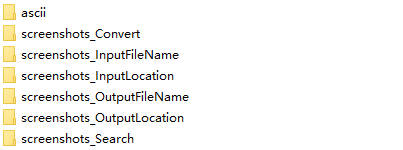 ascii
screenshots_Convert
screenshots_InputFileName
screenshots_InputLocation
screenshots_OutputFileName
screenshots_OutputLocation
screenshots_Search